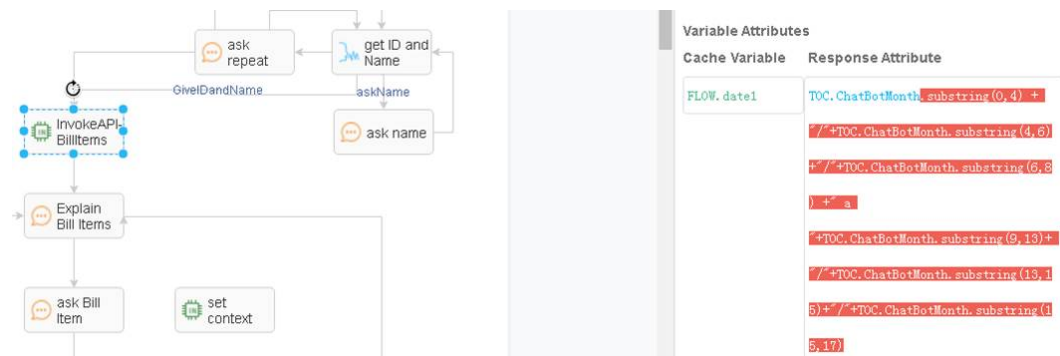 ask
repeat
get ID and
Name
GiveIDandName
askName
InvokeAPI-
BillItems
ask name
Explain
Bill Items
ask Bill
Item
set
context
Variable Attributes
Cache Variable
Response Attribute
FLOW.date1
TOC.ChatBotMonth.substring(0,4) +
"/"+TOC.ChatBotMonth.substring(4,6)
+"/"+TOC.ChatBotMonth.substring(6,8
) +" a
"+TOC.ChatBotMonth.substring(9,13)+
"/"+TOC.ChatBotMonth.substring(13,1
5)+"/"+TOC.ChatBotMonth.substring(1
5,17)